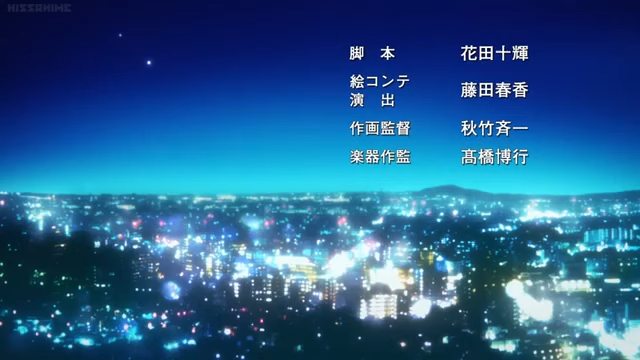 KISSANIME
脚　本　花田十輝
絵コンテ
演　出　藤田春香
作画監督　秋竹斉一
楽器作監　髙橋博行